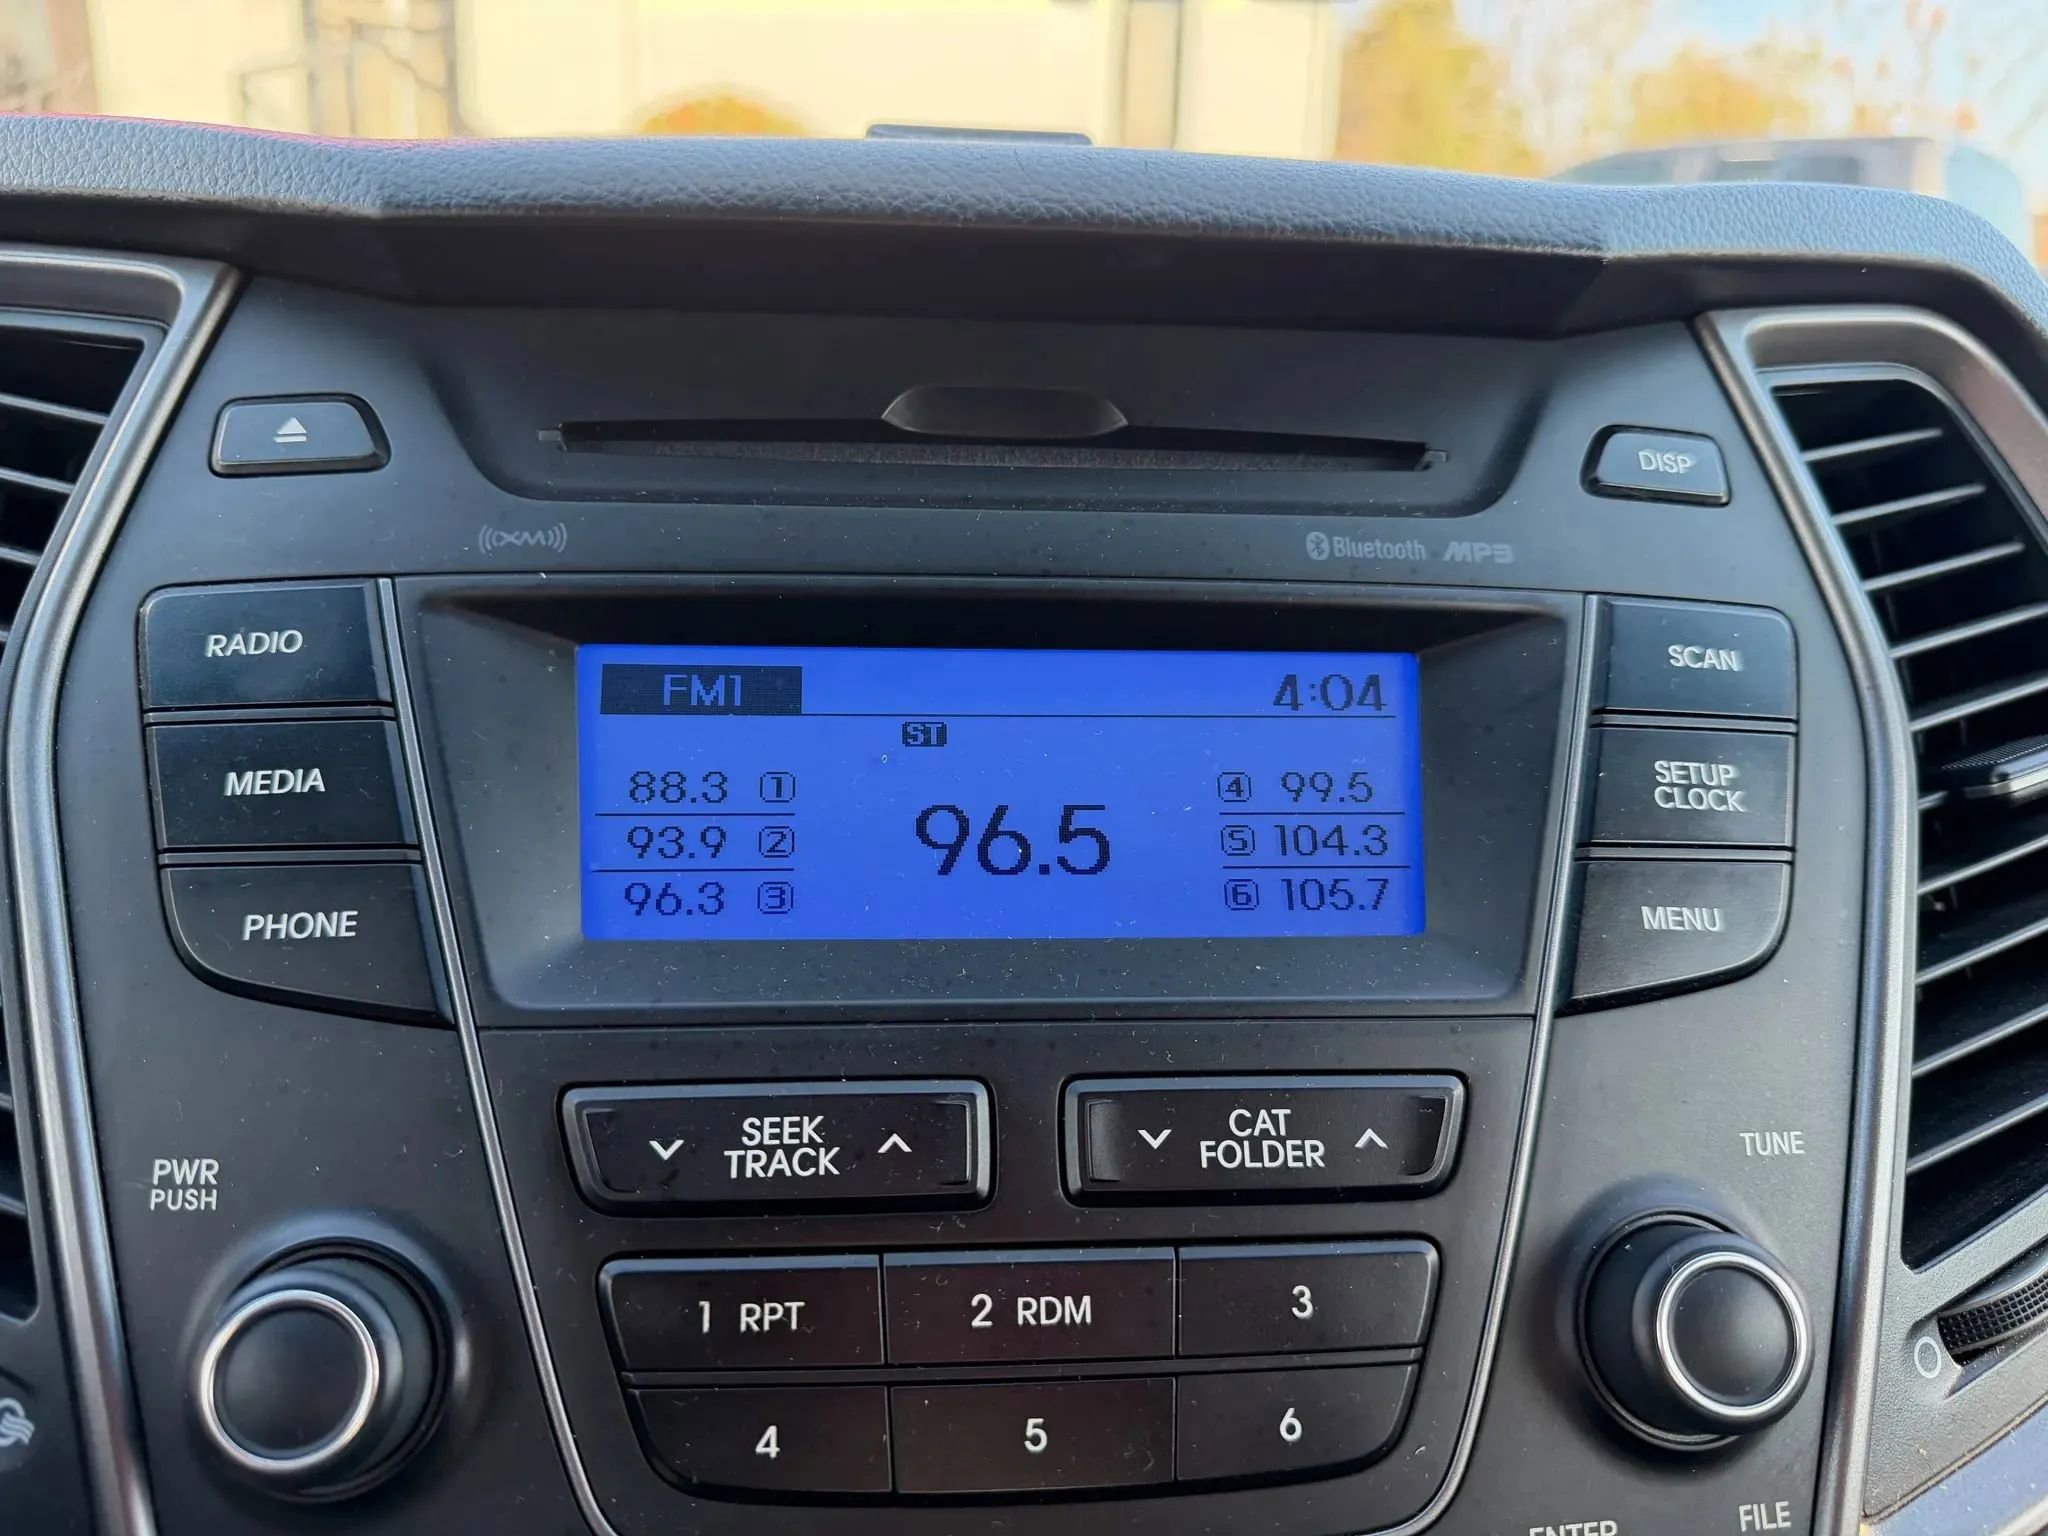 DISP
((XM))
Bluetooth MP3
RADIO
MEDIA
PHONE
FM1 4:04
ST
88.3 1
93.9 2
96.3 3
96.5
4 99.5
5 104.3
6 105.7
SCAN
SETUP
CLOCK
MENU
SEEK
TRACK
CAT
FOLDER
PWR
PUSH
TUNE
1 RPT
2 RDM
3
4
5
6
FILE
ENTER